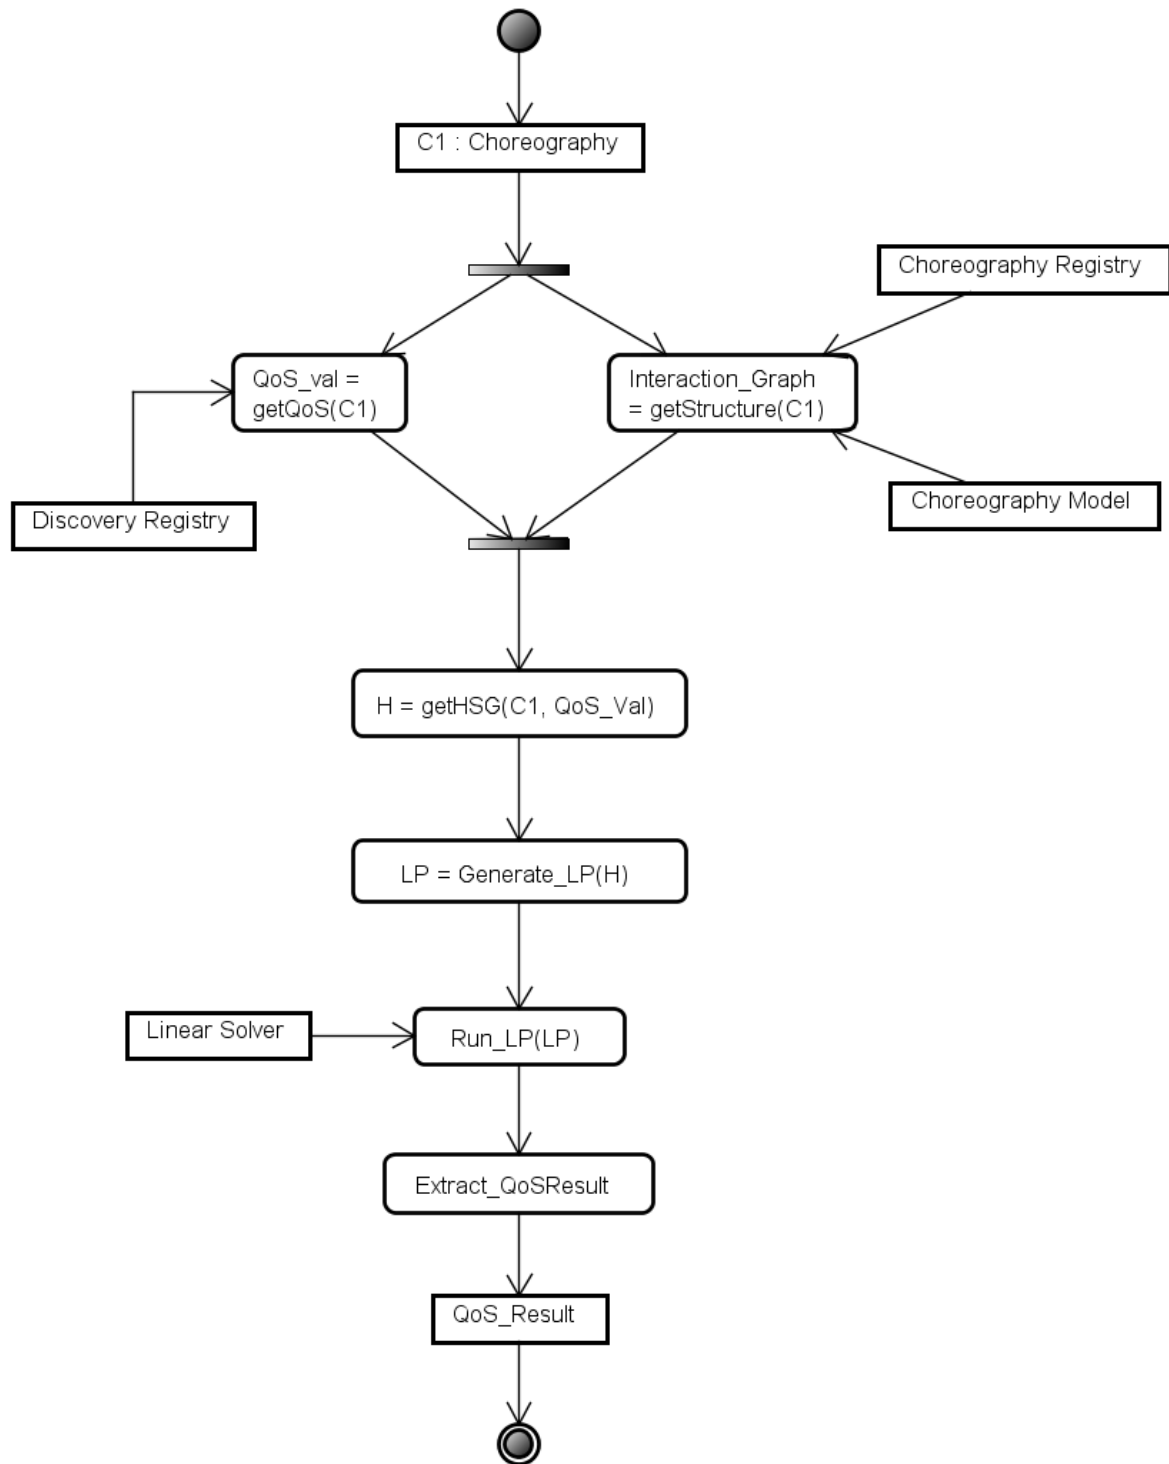 C1 : Choreography
Choreography Registry
QoS_val =
getQoS(C1)
Interaction_Graph
= getStructure(C1)
Discovery Registry
Choreography Model
H = getHSG(C1, QoS_Val)
LP = Generate_LP(H)
Linear Solver
Run_LP(LP)
Extract_QoSResult
QoS_Result